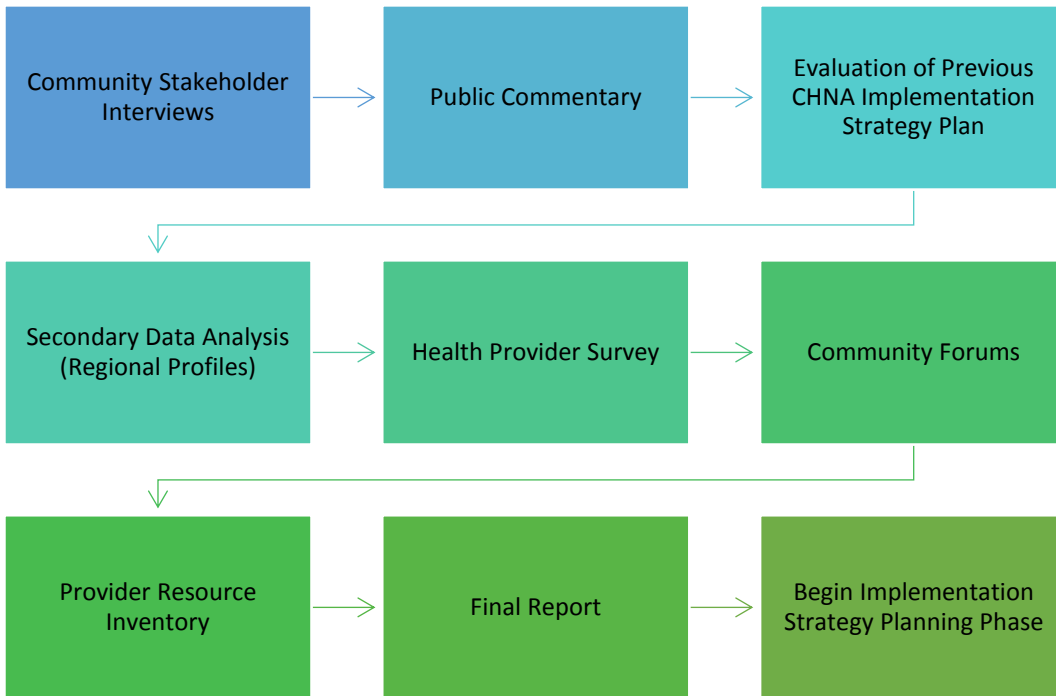 Community Stakeholder
Interviews
Public Commentary
Evaluation of Previous
CHNA Implementation
Strategy Plan
Secondary Data Analysis
(Regional Profiles)
Health Provider Survey
Community Forums
Provider Resource
Inventory
Final Report
Begin Implementation
Strategy Planning Phase